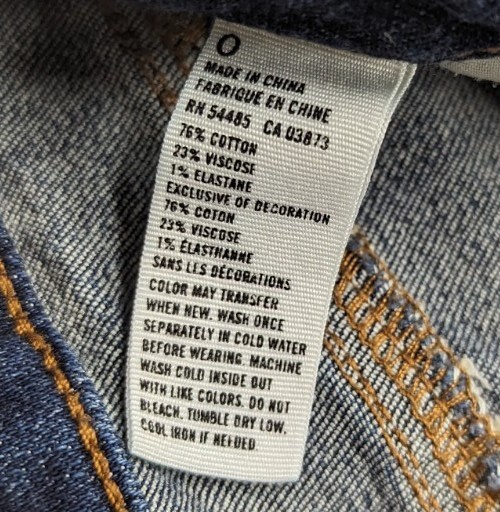 0
MADE IN CHINA
FABRIQUE EN CHINE
RN 54485 CA 03873
76% COTTON
23% VISCOSE
1% ELASTANE
EXCLUSIVE OF DECORATION
76% COTON
23% VISCOSE
1% ÉLASTHANNE
SANS LES DÉCORATIONS
COLOR MAY TRANSFER
WHEN NEW. WASH ONCE
SEPARATELY IN COLD WATER
BEFORE WEARING. MACHINE
WASH COLD INSIDE OUT
WITH LIKE COLORS. DO NOT
BLEACH. TUMBLE DRY LOW.
COOL IRON IF NEEDED